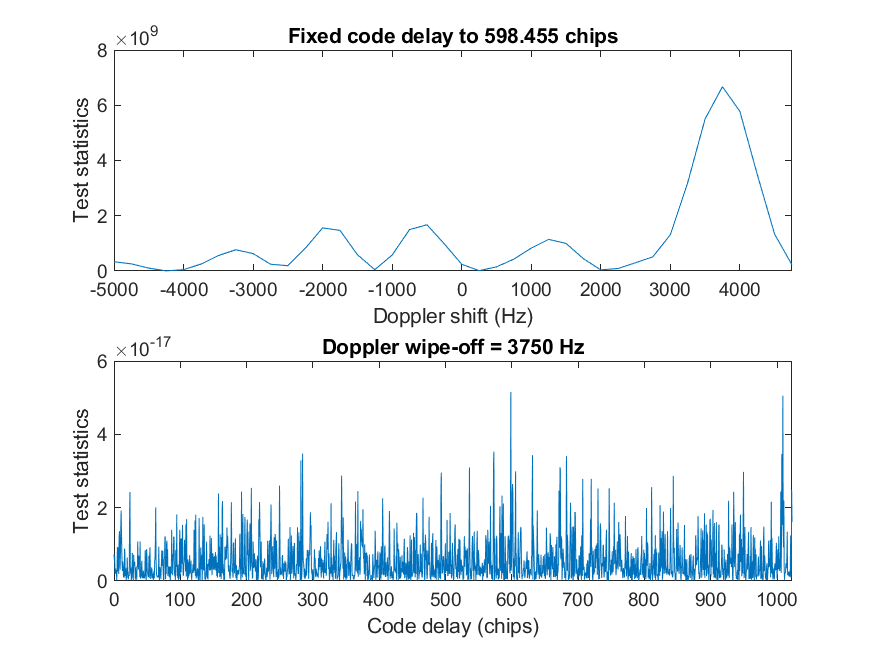 ×10^9
Fixed code delay to 598.455 chips
8
6
4
2
0
Test statistics
-5000 -4000 -3000 -2000 -1000 0 1000 2000 3000 4000
Doppler shift (Hz)
×10^-17
Doppler wipe-off = 3750 Hz
6
4
2
0
Test statistics
0 100 200 300 400 500 600 700 800 900 1000
Code delay (chips)